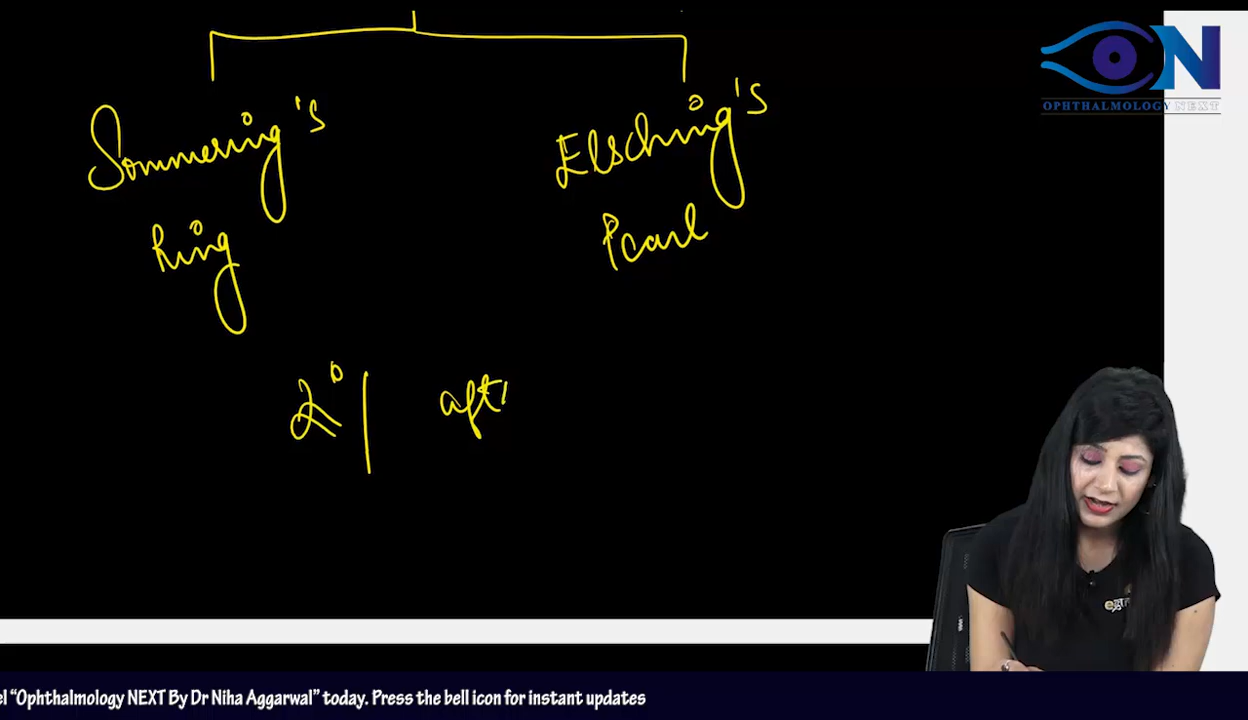 ON
OPHTHALMOLOGY NEXT
Sommering's
Ring
Elsching's
Pearl
2° | aft
el “Ophthalmology NEXT By Dr Niha Aggarwal” today. Press the bell icon for instant updates